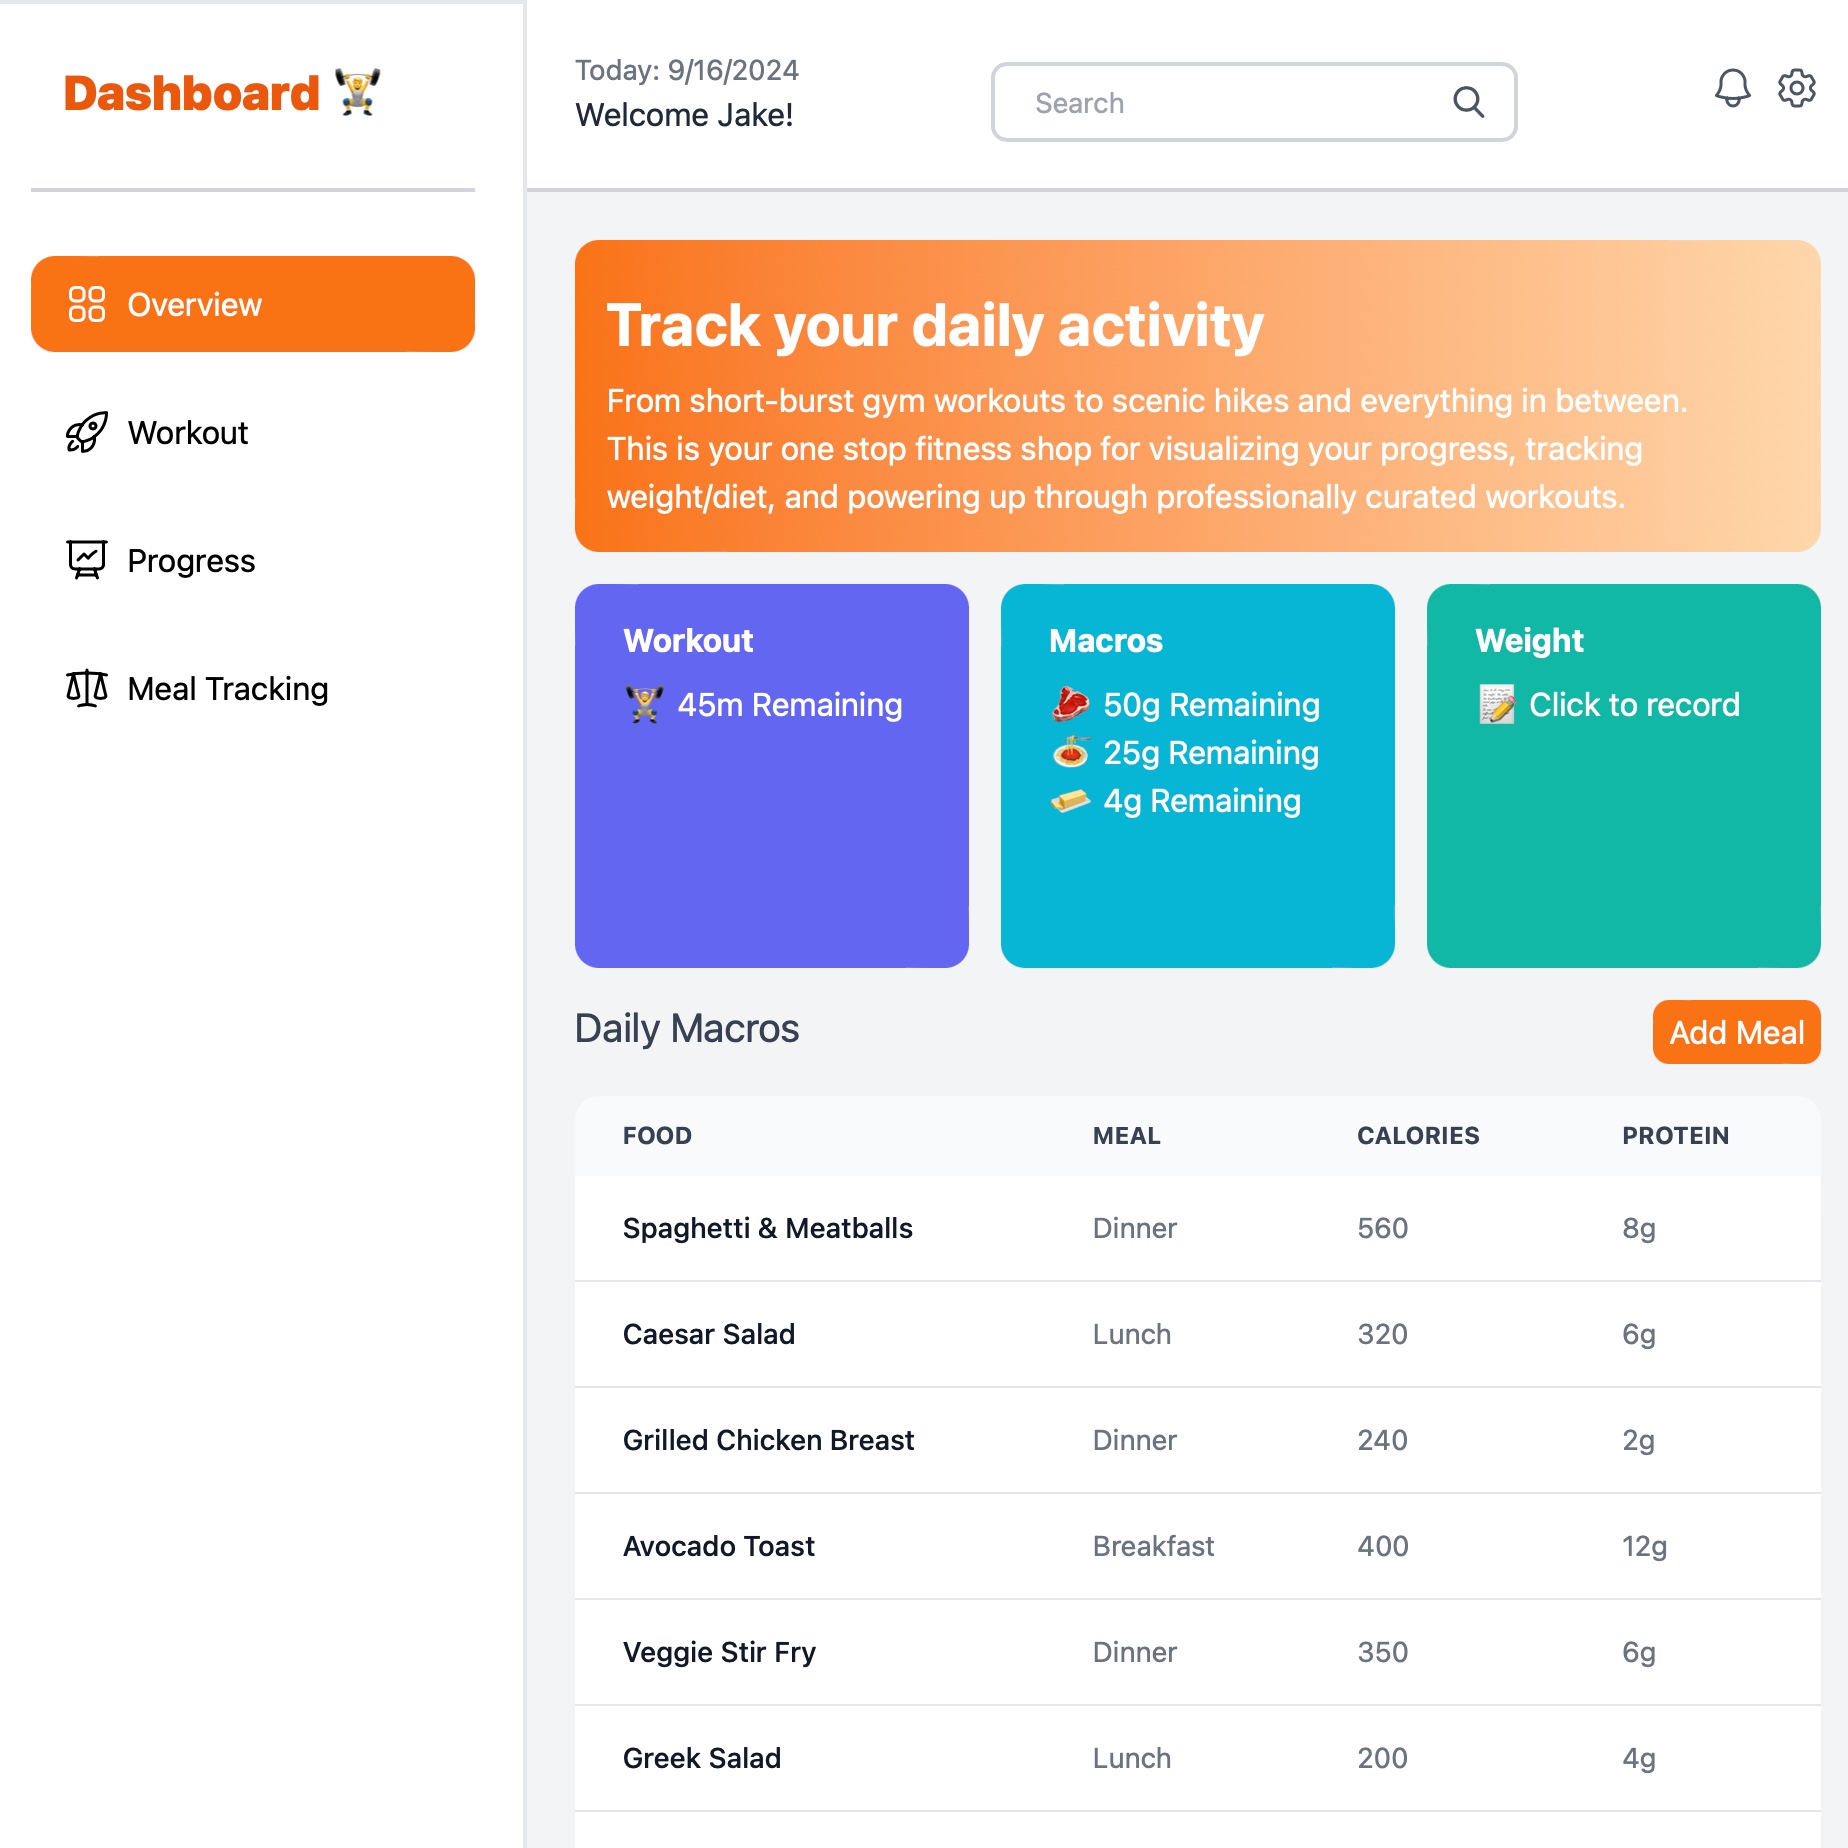 Dashboard
Overview
Workout
Progress
Meal Tracking
Today: 9/16/2024
Welcome Jake!
Search
Track your daily activity
From short-burst gym workouts to scenic hikes and everything in between.
This is your one stop fitness shop for visualizing your progress, tracking
weight/diet, and powering up through professionally curated workouts.
Workout
45m Remaining
Macros
50g Remaining
25g Remaining
4g Remaining
Weight
Click to record
Daily Macros
Add Meal
FOOD MEAL CALORIES PROTEIN
Spaghetti & Meatballs Dinner 560 8g
Caesar Salad Lunch 320 6g
Grilled Chicken Breast Dinner 240 2g
Avocado Toast Breakfast 400 12g
Veggie Stir Fry Dinner 350 6g
Greek Salad Lunch 200 4g